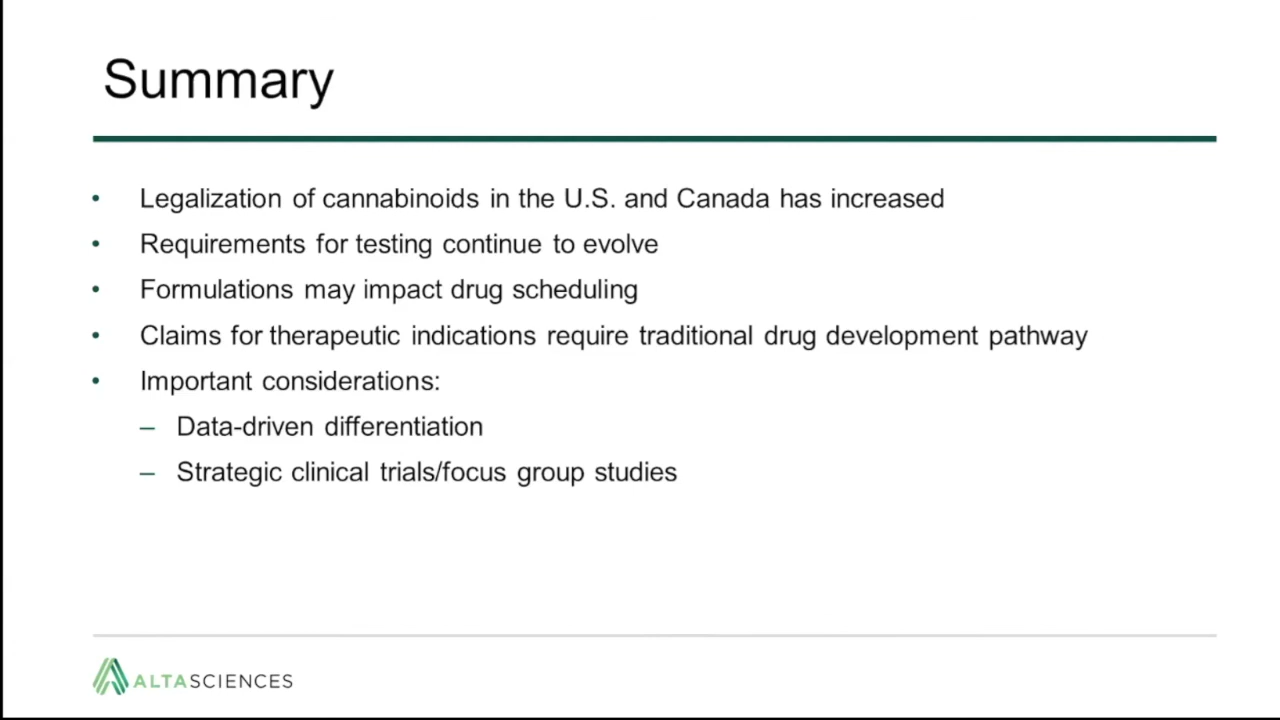 Summary
• Legalization of cannabinoids in the U.S. and Canada has increased
• Requirements for testing continue to evolve
• Formulations may impact drug scheduling
• Claims for therapeutic indications require traditional drug development pathway
• Important considerations:
– Data-driven differentiation
– Strategic clinical trials/focus group studies
ALTASCIENCES